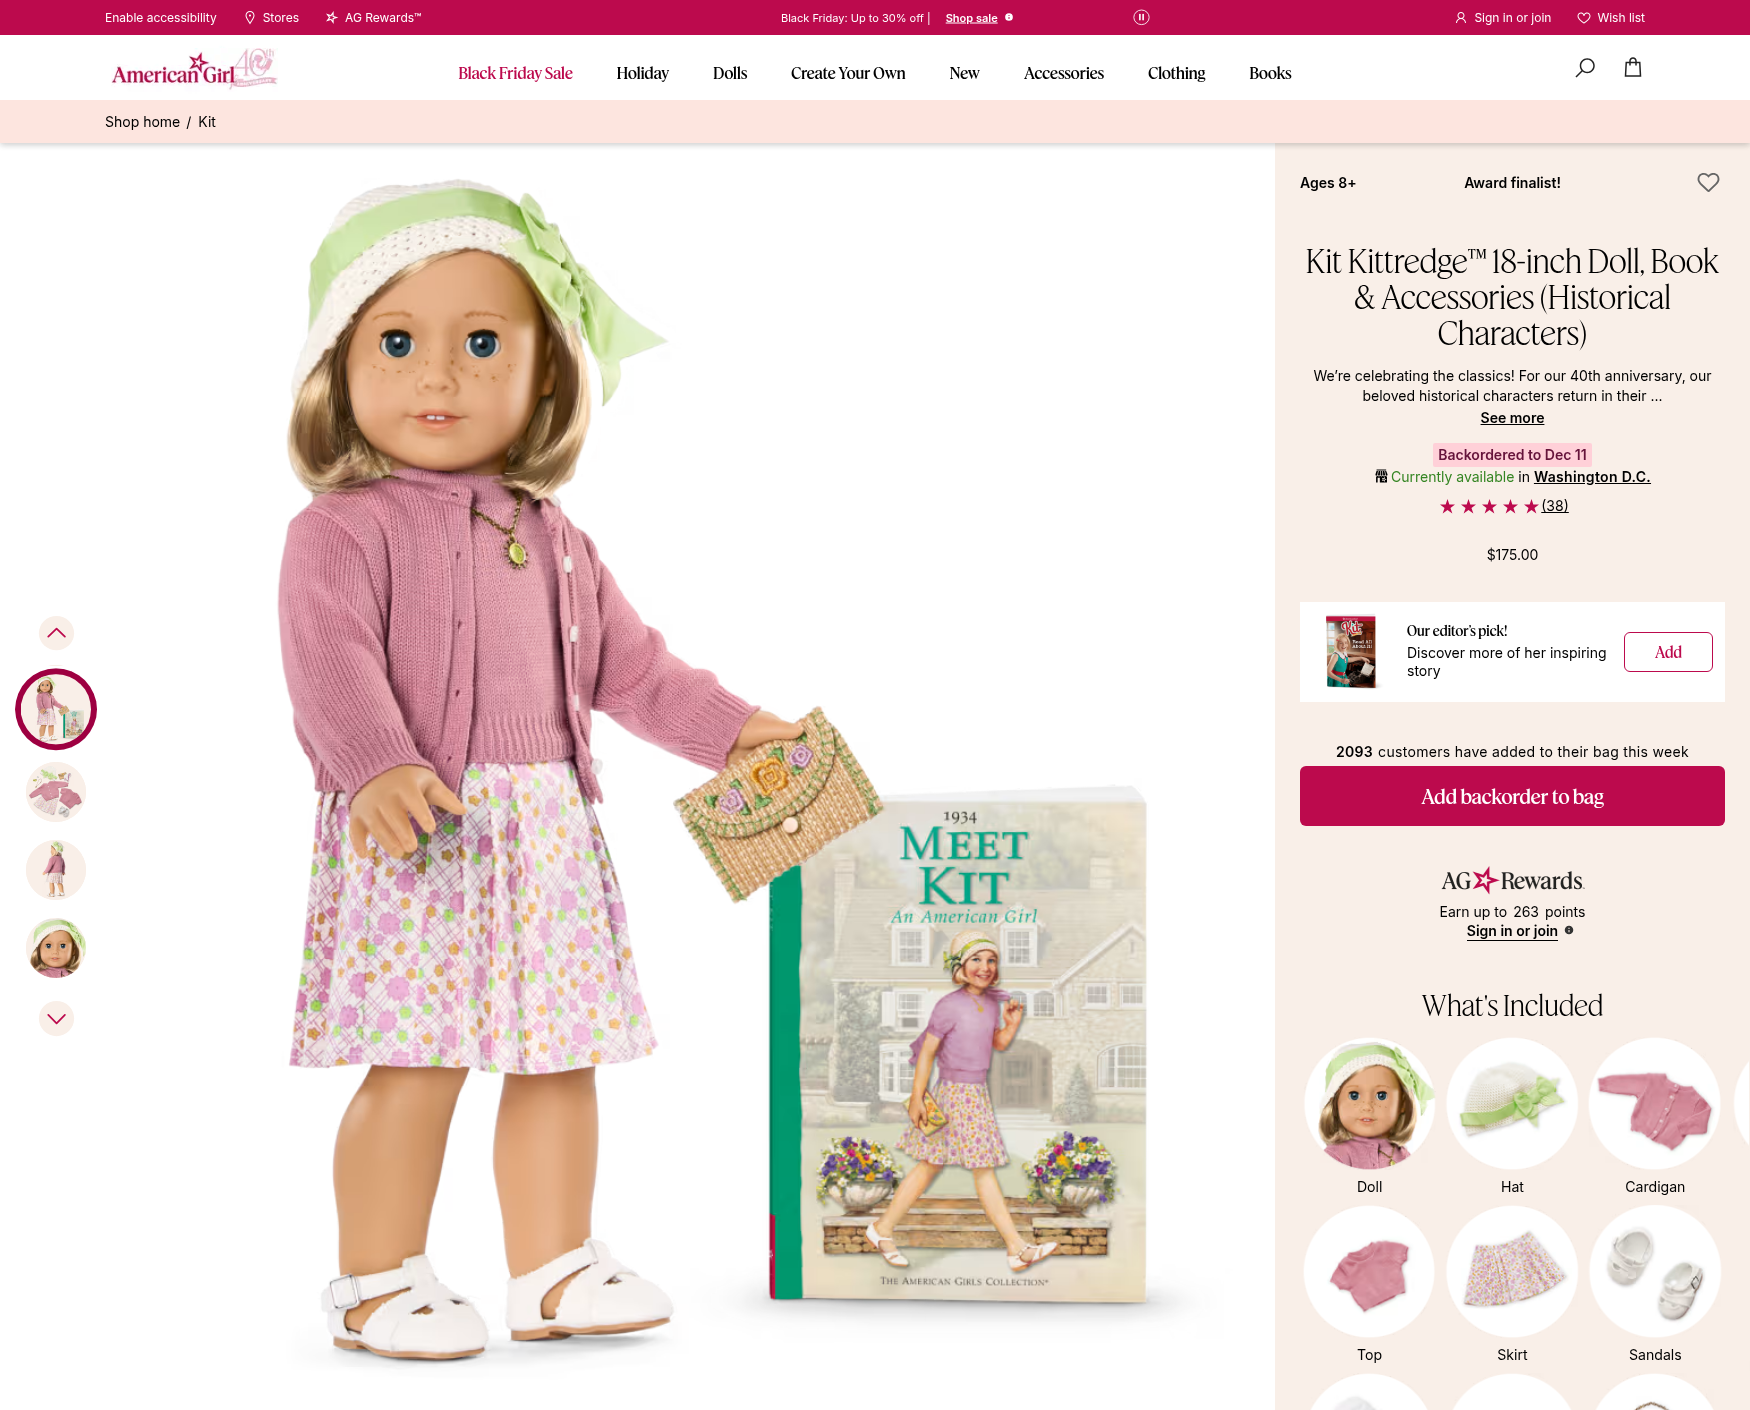 Enable accessibility
Stores
AG Rewards™
Black Friday: Up to 30% off |
Shop sale
Sign in or join
Wish list
American Girl 40th
Black Friday Sale
Holiday
Dolls
Create Your Own
New
Accessories
Clothing
Books
Shop home / Kit
1934
MEET
KIT
An American Girl
THE AMERICAN GIRLS COLLECTION®
Ages 8+
Award finalist!
Kit Kittredge™ 18-inch Doll, Book
& Accessories (Historical
Characters)
We’re celebrating the classics! For our 40th anniversary, our
beloved historical characters return in their ...
See more
Backordered to Dec 11
Currently available in Washington D.C.
(38)
$175.00
Kit
Read All
About It!
Our editor's pick!
Discover more of her inspiring
story
Add
2093 customers have added to their bag this week
Add backorder to bag
AG Rewards
Earn up to 263 points
Sign in or join
What's Included
Doll
Hat
Cardigan
Top
Skirt
Sandals